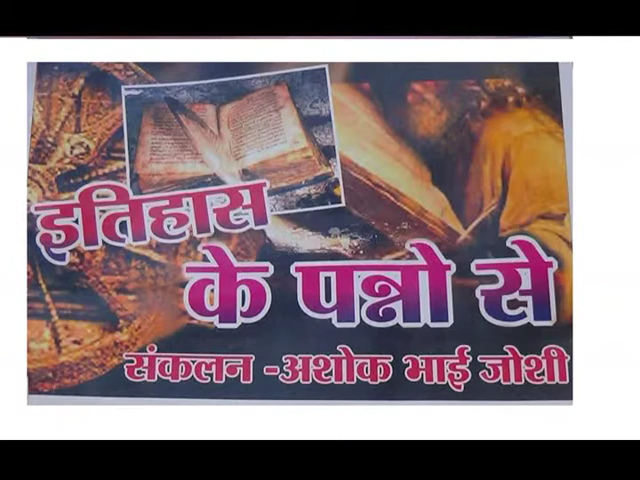 इतिहास
के पन्नो से
संकलन -अशोक भाई जोशी